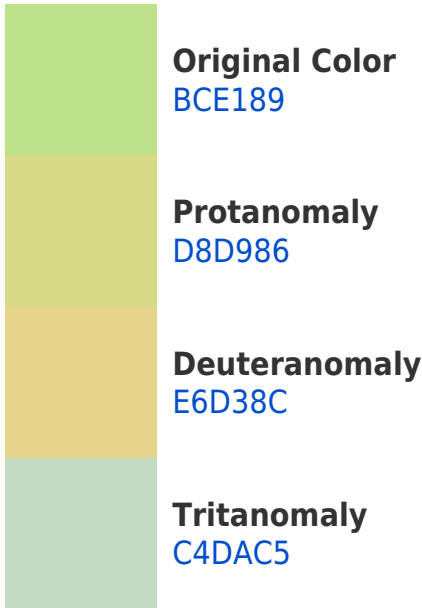 Original Color
BCE189
Protanomaly
D8D986
Deuteranomaly
E6D38C
Tritanomaly
C4DAC5